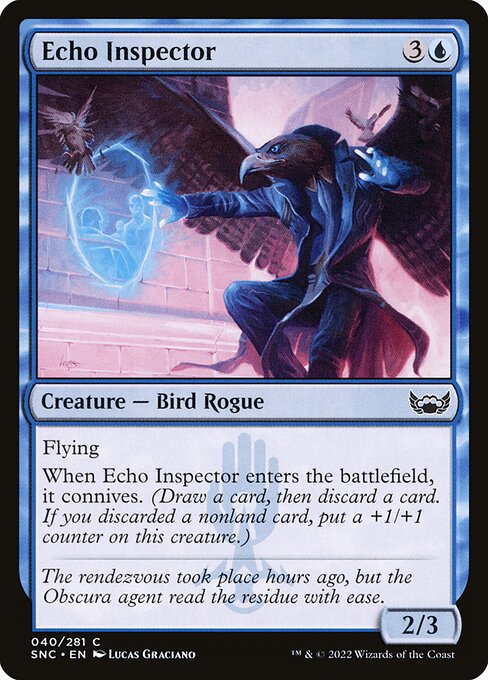 Echo Inspector 3
Creature — Bird Rogue
Flying
When Echo Inspector enters the battlefield,
it connives. (Draw a card, then discard a card.
If you discarded a nonland card, put a +1/+1
counter on this creature.)
The rendezvous took place hours ago, but the
Obscura agent read the residue with ease.
2/3
040/281 C
SNC • EN Lucas Graciano
™ & © 2022 Wizards of the Coast